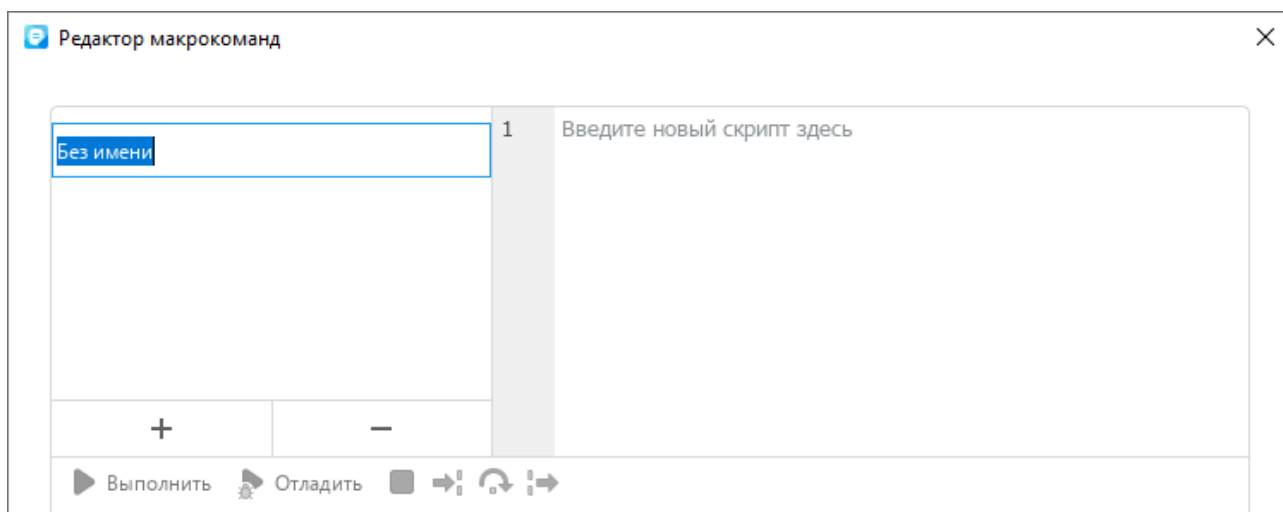 Редактор макрокоманд
Без имени
1 Введите новый скрипт здесь
+ −
Выполнить Отладить